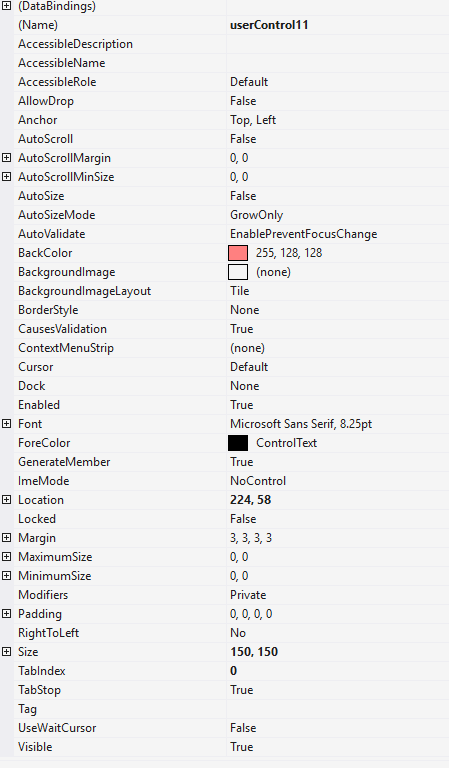 (DataBindings)
(Name) userControl11
AccessibleDescription
AccessibleName
AccessibleRole Default
AllowDrop False
Anchor Top, Left
AutoScroll False
AutoScrollMargin 0, 0
AutoScrollMinSize 0, 0
AutoSize False
AutoSizeMode GrowOnly
AutoValidate EnablePreventFocusChange
BackColor 255, 128, 128
BackgroundImage (none)
BackgroundImageLayout Tile
BorderStyle None
CausesValidation True
ContextMenuStrip (none)
Cursor Default
Dock None
Enabled True
Font Microsoft Sans Serif, 8.25pt
ForeColor ControlText
GenerateMember True
ImeMode NoControl
Location 224, 58
Locked False
Margin 3, 3, 3, 3
MaximumSize 0, 0
MinimumSize 0, 0
Modifiers Private
Padding 0, 0, 0, 0
RightToLeft No
Size 150, 150
TabIndex 0
TabStop True
Tag
UseWaitCursor False
Visible True